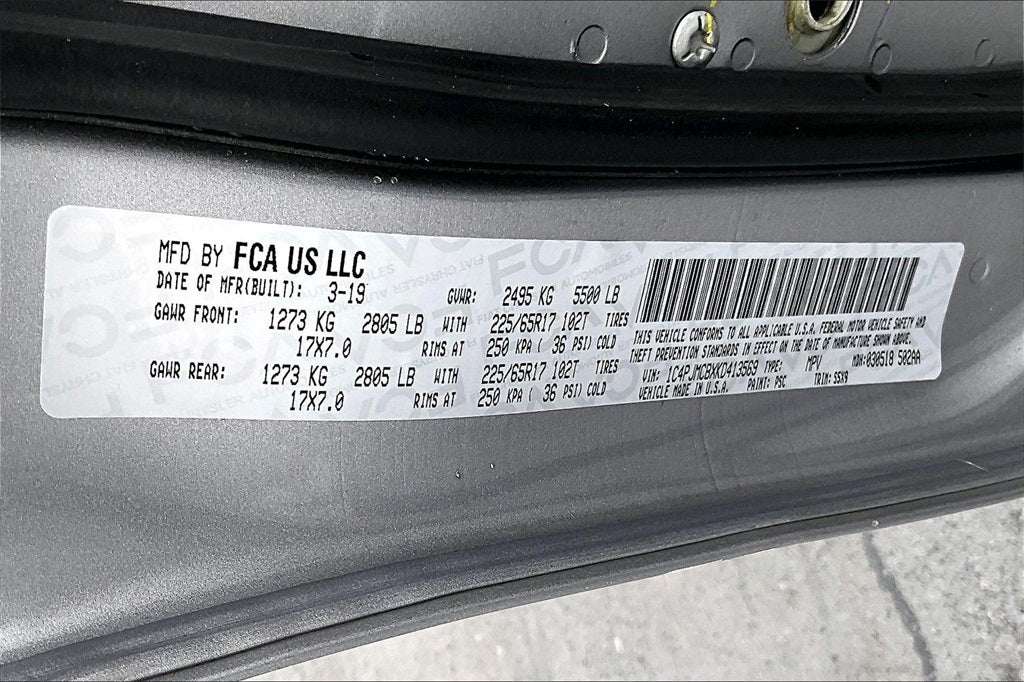 MFD BY FCA US LLC
DATE OF MFR(BUILT): 3-19 GVWR: 2495 KG 5500 LB
GAWR FRONT: 1273 KG 2805 LB WITH 225/65R17 102T TIRES
17X7.0 RIMS AT 250 KPA ( 36 PSI) COLD
GAWR REAR: 1273 KG 2805 LB WITH 225/65R17 102T TIRES
17X7.0 RIMS AT 250 KPA ( 36 PSI) COLD
THIS VEHICLE CONFORMS TO ALL APPLICABLE U.S.A. FEDERAL MOTOR VEHICLE SAFETY AND
THEFT PREVENTION STANDARDS IN EFFECT ON THE DATE OF MANUFACTURE SHOWN ABOVE.
VIN: 1C4PJMCBXKD413569 TYPE: MPV MDH:030518 502AA
VEHICLE MADE IN U.S.A. PAINT: PSC TRIM: S5X9